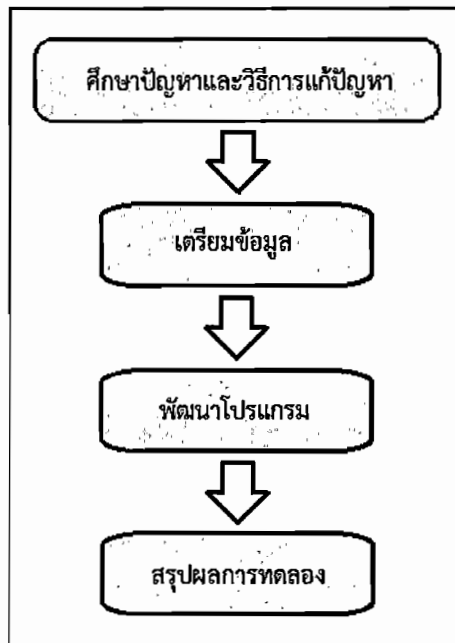 ศึกษาปัญหาและวิธีการแก้ปัญหา
เตรียมข้อมูล
พัฒนาโปรแกรม
สรุปผลการทดลอง